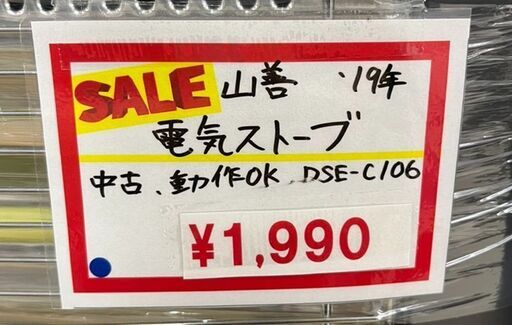 SALE 山善 '19年
電気ストーブ
中古、動作OK DSE-C106
¥1,990